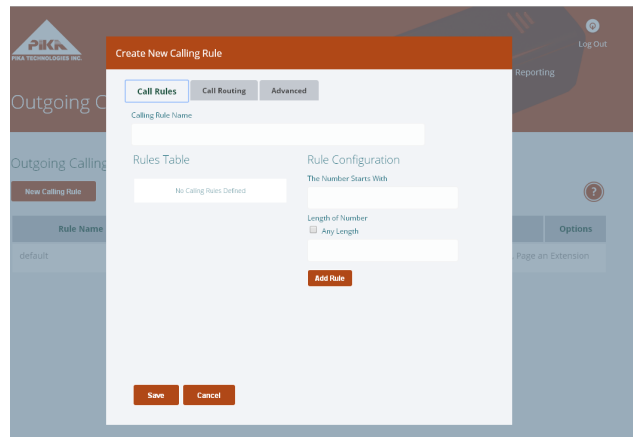 PIKA
PIKA TECHNOLOGIES INC.
Log Out
Reporting
Outgoing C
Create New Calling Rule
Call Rules
Call Routing
Advanced
Calling Rule Name
Rules Table
No Calling Rules Defined
Rule Configuration
The Number Starts With
Length of Number
Any Length
Add Rule
Save
Cancel
Outgoing Calling
New Calling Rule
?
Rule Name
Options
default
, Page an Extension